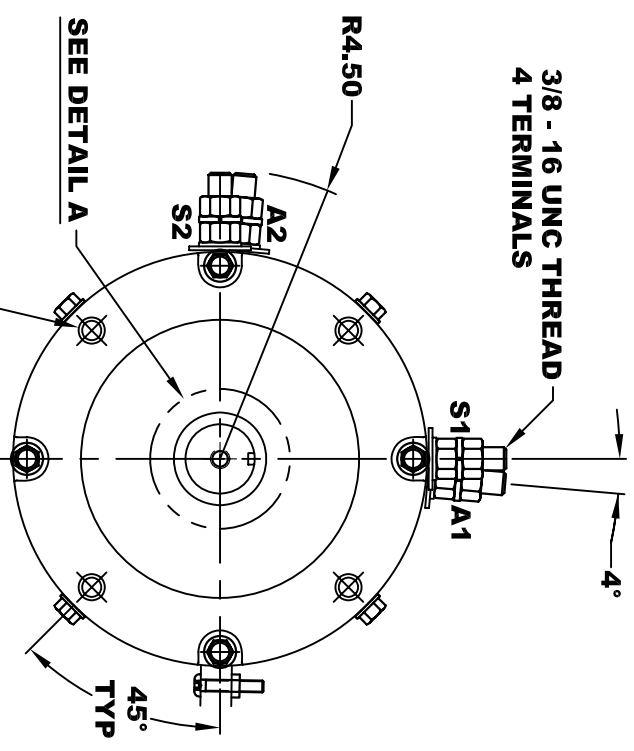 3/8 - 16 UNC THREAD
4 TERMINALS
R4.50
SEE DETAIL A
4°
S1
A1
A2
S2
45°
TYP